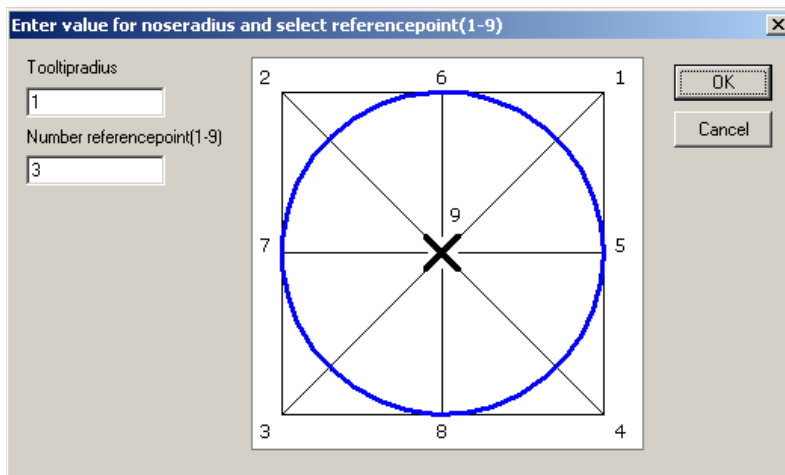 Enter value for noseradius and select referencepoint(1-9)
Tooltipradius
1
Number referencepoint(1-9)
3
2 6 1
9
7 5
3 8 4
OK
Cancel